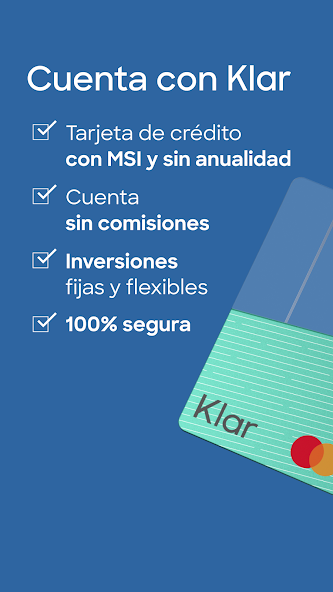 Cuenta con Klar
Tarjeta de crédito
con MSI y sin anualidad
Cuenta
sin comisiones
Inversiones
fijas y flexibles
100% segura
Klar